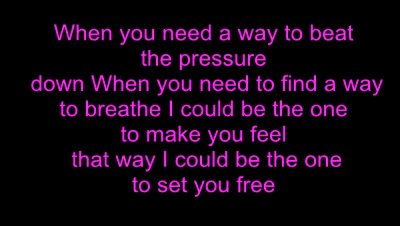 When you need a way to beat
the pressure
down When you need to find a way
to breathe I could be the one
to make you feel
that way I could be the one
to set you free